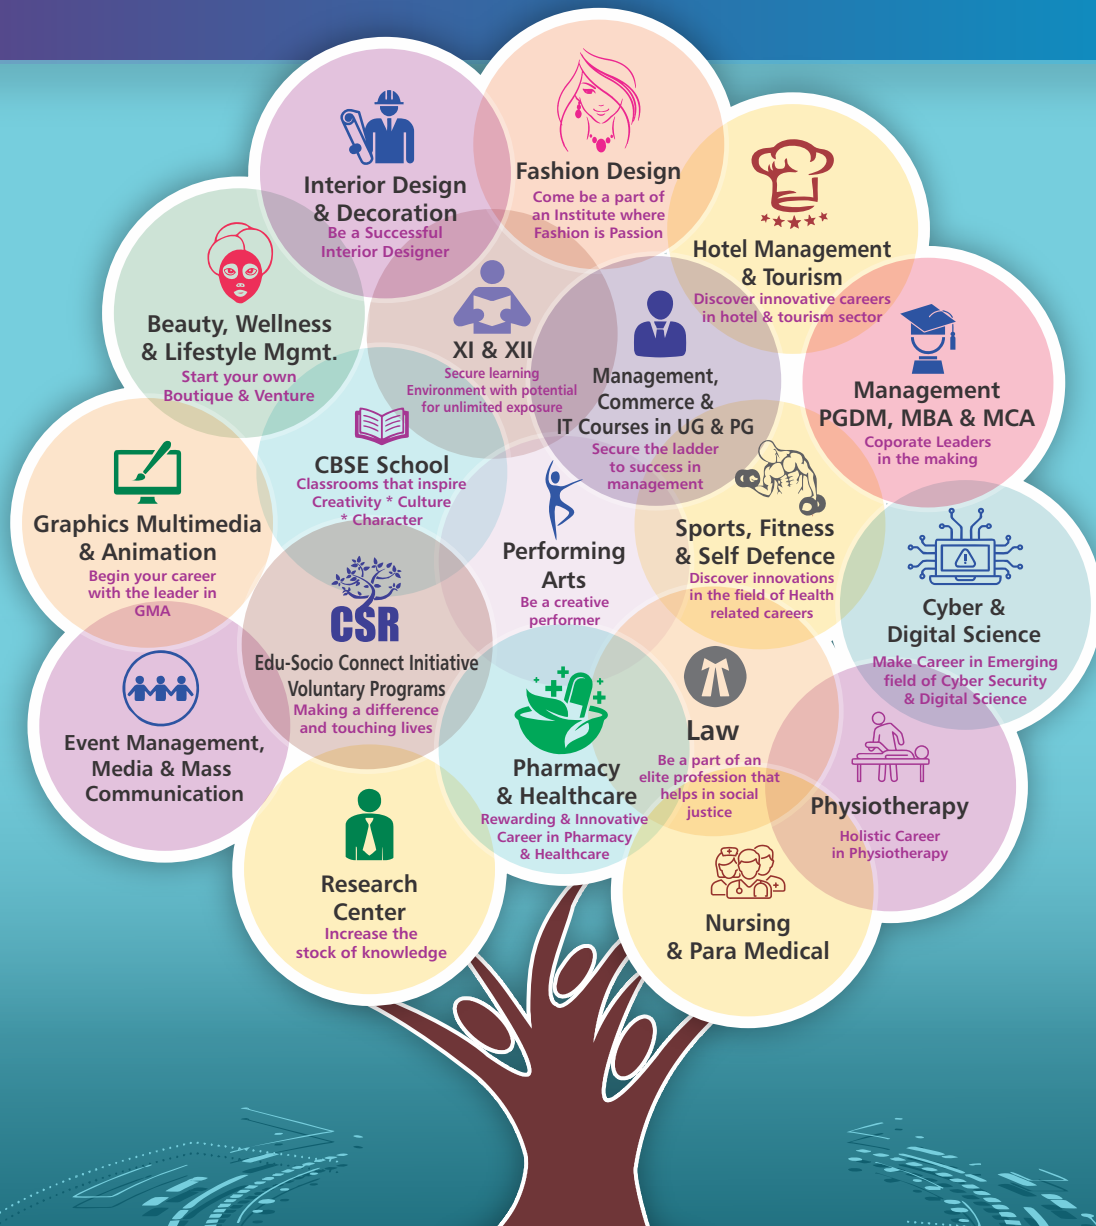 Interior Design
& Decoration
Be a Successful
Interior Designer
Fashion Design
Come be a part of
an Institute where
Fashion is Passion
Hotel Management
& Tourism
Discover innovative careers
in hotel & tourism sector
Beauty, Wellness
& Lifestyle Mgmt.
Start your own
Boutique & Venture
XI & XII
Secure learning
Environment with potential
for unlimited exposure
Management,
Commerce &
IT Courses in UG & PG
Secure the ladder
to success in
management
Management
PGDM, MBA & MCA
Coporate Leaders
in the making
CBSE School
Classrooms that inspire
Creativity * Culture
* Character
Graphics Multimedia
& Animation
Begin your career
with the leader in
GMA
Performing
Arts
Be a creative
performer
Sports, Fitness
& Self Defence
Discover innovations
in the field of Health
related careers
Cyber &
Digital Science
Make Career in Emerging
field of Cyber Security
& Digital Science
CSR
Edu-Socio Connect Initiative
Voluntary Programs
Making a difference
and touching lives
Event Management,
Media & Mass
Communication
Pharmacy
& Healthcare
Rewarding & Innovative
Career in Pharmacy
& Healthcare
Law
Be a part of an
elite profession that
helps in social
justice
Physiotherapy
Holistic Career
in Physiotherapy
Research
Center
Increase the
stock of knowledge
Nursing
& Para Medical